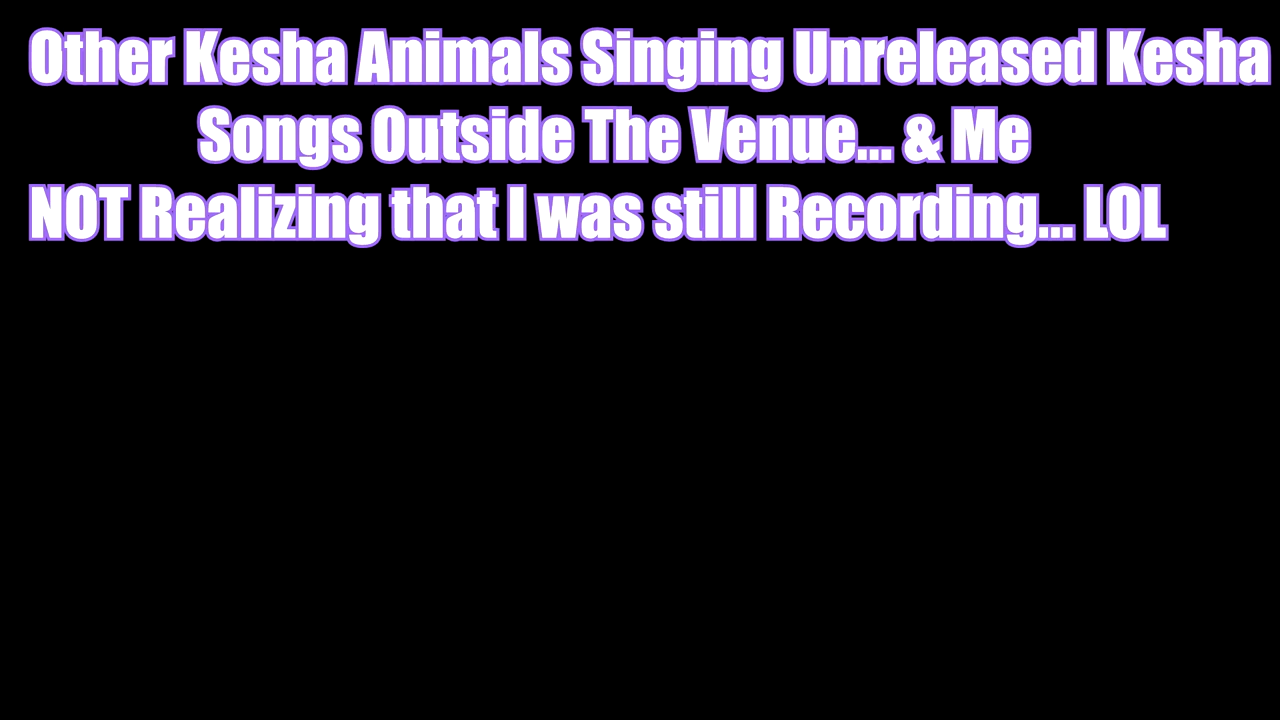 Other Kesha Animals Singing Unreleased Kesha
Songs Outside The Venue... & Me
NOT Realizing that I was still Recording... LOL